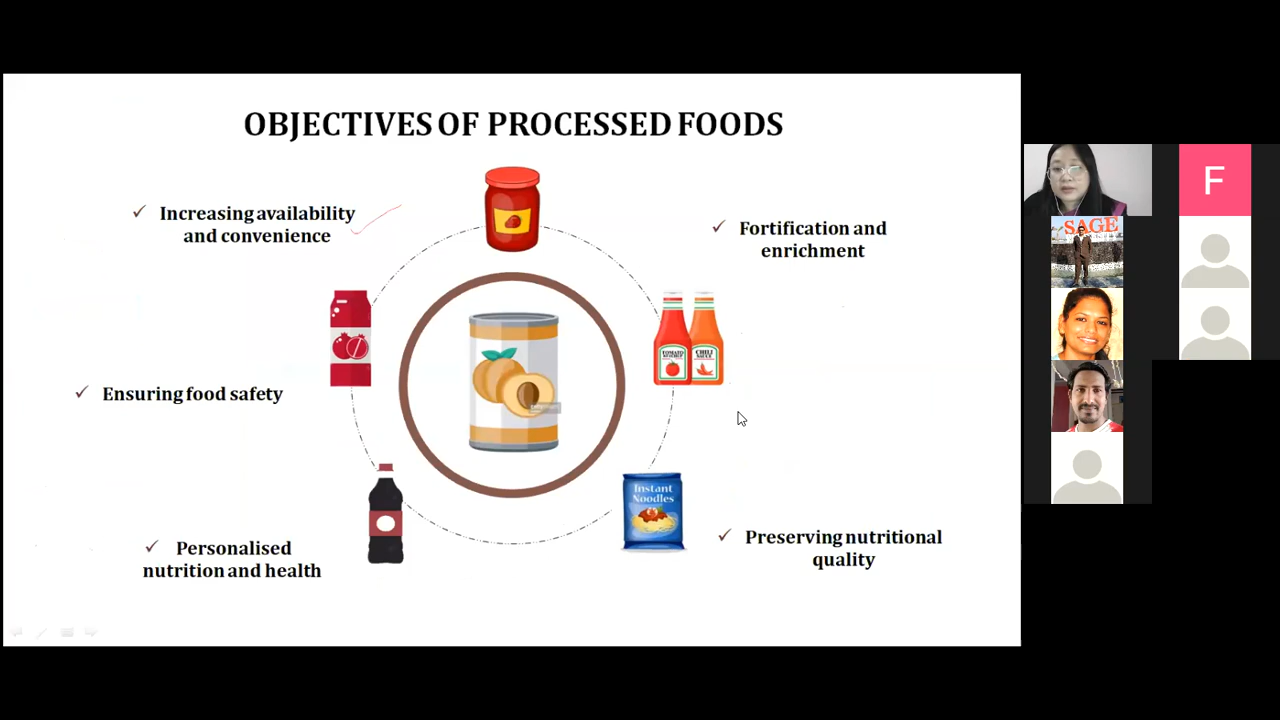 OBJECTIVES OF PROCESSED FOODS
Increasing availability
and convenience
Fortification and
enrichment
TOMATO
KETCHUP
CHILI
SAUCE
Ensuring food safety
Instant
Noodles
Personalised
nutrition and health
Preserving nutritional
quality
F
SAGE